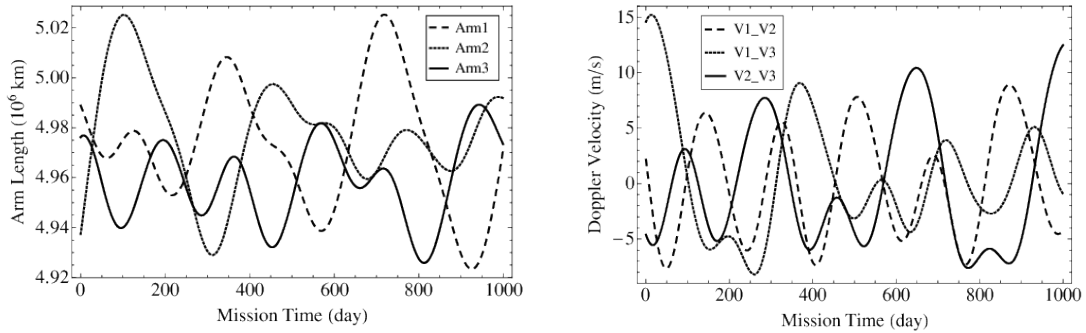 5.02
5.00
4.98
4.96
4.94
4.92
Arm Length (10^6 km)
Arm1
Arm2
Arm3
0 200 400 600 800 1000
Mission Time (day)
15
10
5
0
−5
Doppler Velocity (m/s)
V1_V2
V1_V3
V2_V3
0 200 400 600 800 1000
Mission Time (day)